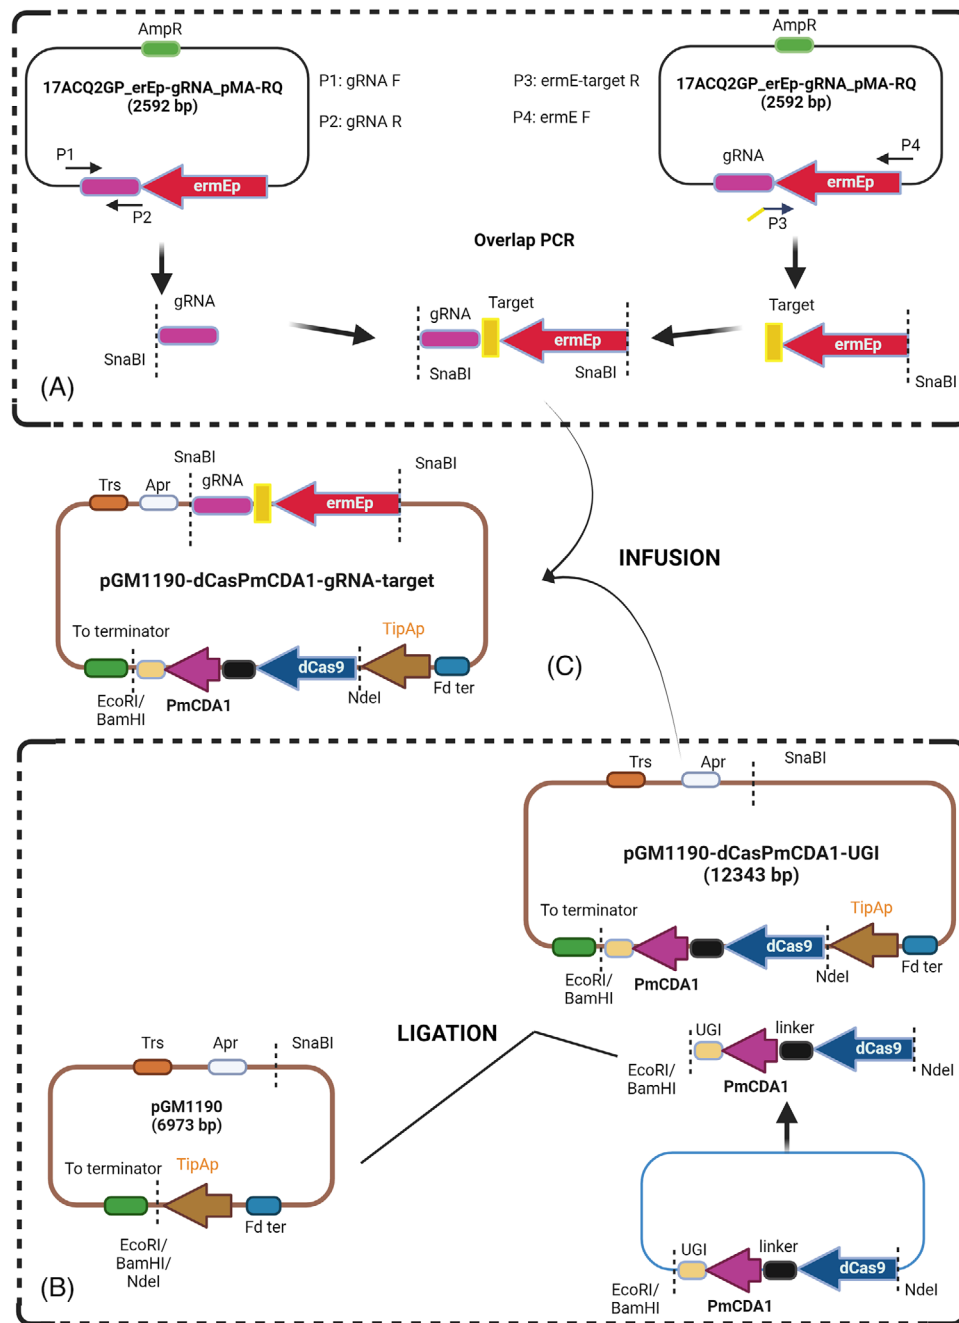 AmpR
17ACQ2GP_erEp-gRNA_pMA-RQ
(2592 bp)
P1
ermEp
P2
P1: gRNA F
P2: gRNA R
P3: ermE-target R
P4: ermE F
AmpR
17ACQ2GP_erEp-gRNA_pMA-RQ
(2592 bp)
gRNA
P4
ermEp
P3
Overlap PCR
gRNA
SnaBI
gRNA
Target
ermEp
SnaBI
SnaBI
Target
ermEp
SnaBI
(A)
SnaBI
SnaBI
Trs
Apr
gRNA
ermEp
pGM1190-dCasPmCDA1-gRNA-target
To terminator
TipAp
dCas9
EcoRI/
BamHI
PmCDA1
NdeI
Fd ter
INFUSION
(C)
Trs
Apr
SnaBI
pGM1190-dCasPmCDA1-UGI
(12343 bp)
To terminator
TipAp
dCas9
EcoRI/
BamHI
PmCDA1
NdeI
Fd ter
LIGATION
UGI
linker
dCas9
EcoRI/
BamHI
PmCDA1
NdeI
Trs
Apr
SnaBI
pGM1190
(6973 bp)
To terminator
TipAp
Fd ter
EcoRI/
BamHI/
NdeI
UGI
linker
dCas9
EcoRI/
BamHI
PmCDA1
NdeI
(B)